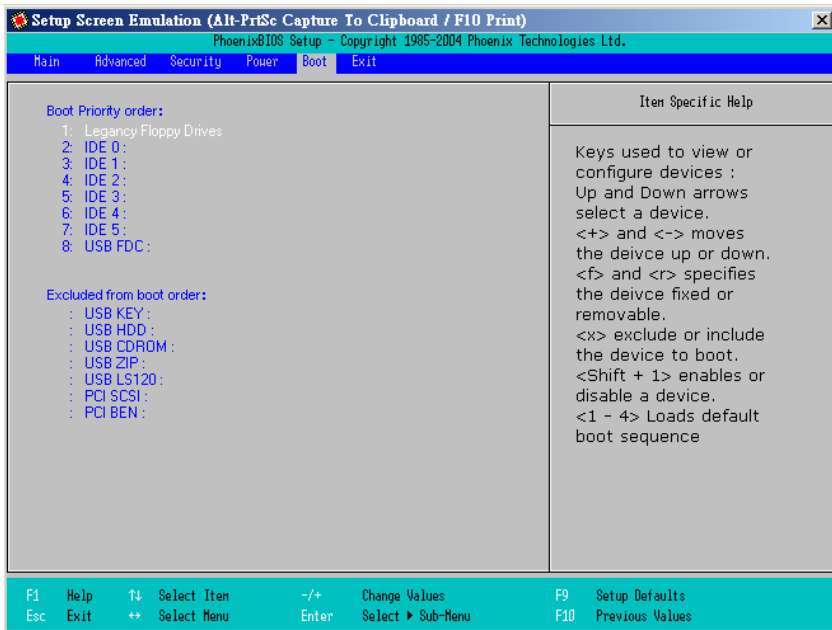 Setup Screen Emulation (Alt-PrtSc Capture To Clipboard / F10 Print)
PhoenixBIOS Setup - Copyright 1985-2004 Phoenix Technologies Ltd.
Main Advanced Security Power Boot Exit
Boot Priority order:
1: Legancy Floppy Drives
2: IDE 0 :
3: IDE 1 :
4: IDE 2 :
5: IDE 3 :
6: IDE 4 :
7: IDE 5 :
8: USB FDC :
Excluded from boot order:
: USB KEY :
: USB HDD :
: USB CDROM :
: USB ZIP :
: USB LS120 :
: PCI SCSI :
: PCI BEN :
Item Specific Help
Keys used to view or
configure devices :
Up and Down arrows
select a device.
<+> and <-> moves
the deivce up or down.
<f> and <r> specifies
the deivce fixed or
removable.
<x> exclude or include
the device to boot.
<Shift + 1> enables or
disable a device.
<1 - 4> Loads default
boot sequence
F1 Help ↑↓ Select Item -/+ Change Values F9 Setup Defaults
Esc Exit ↔ Select Menu Enter Select ▶ Sub-Menu F10 Previous Values